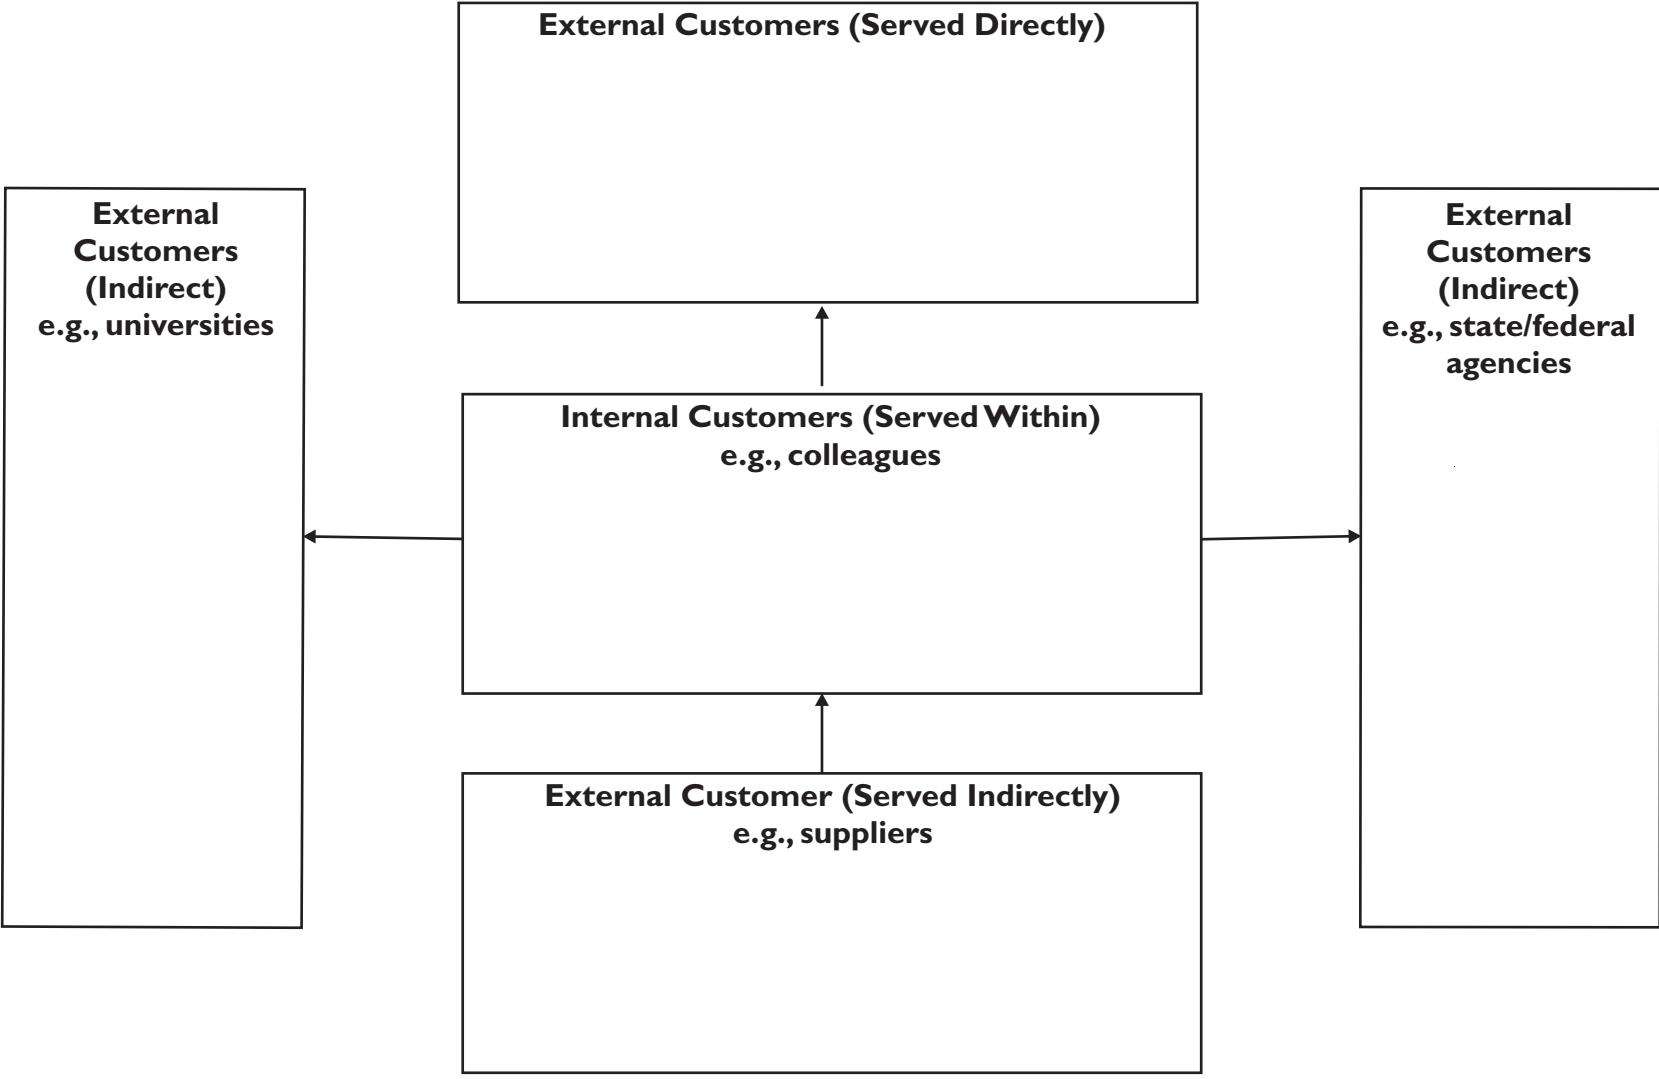 External Customers (Served Directly)
External
Customers
(Indirect)
e.g., universities
External
Customers
(Indirect)
e.g., state/federal
agencies
Internal Customers (Served Within)
e.g., colleagues
External Customer (Served Indirectly)
e.g., suppliers